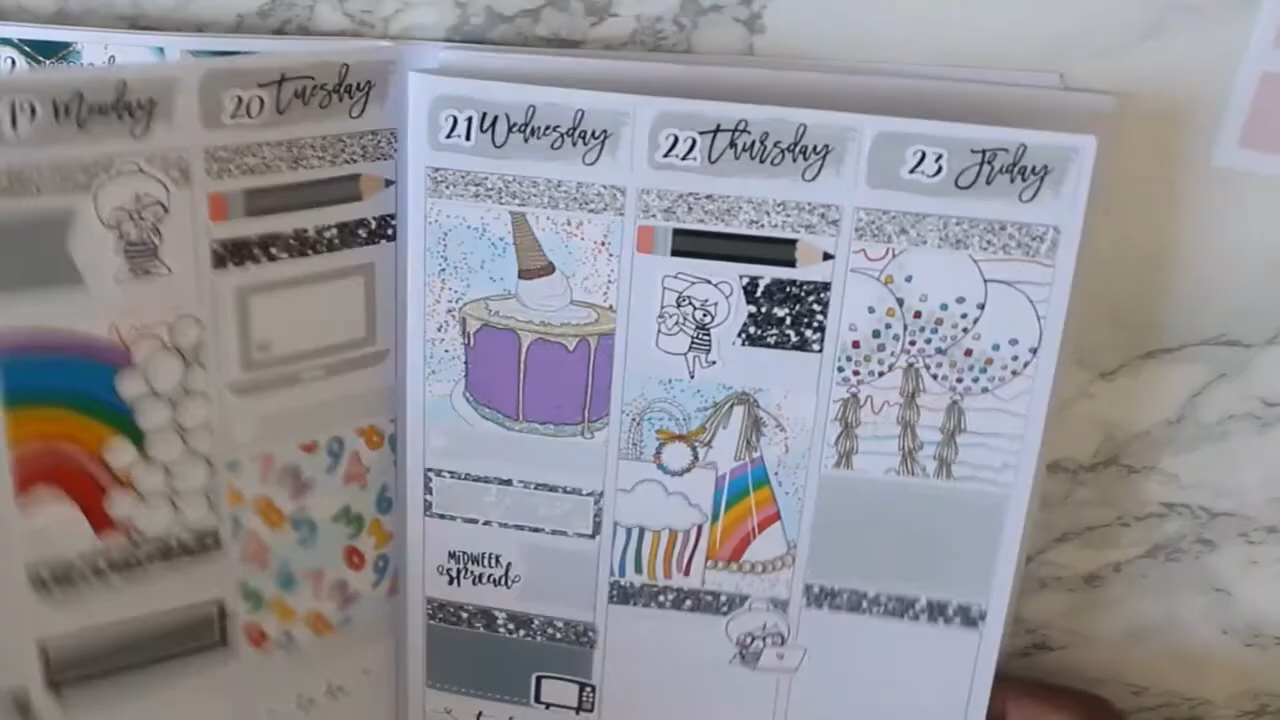 19 Monday
20 Tuesday
21 Wednesday
22 Thursday
23 Friday
MiDWEEK
spread